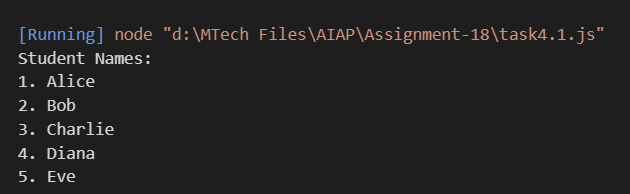 [Running] node "d:\MTech Files\AIAP\Assignment-18\task4.1.js"
Student Names:
1. Alice
2. Bob
3. Charlie
4. Diana
5. Eve